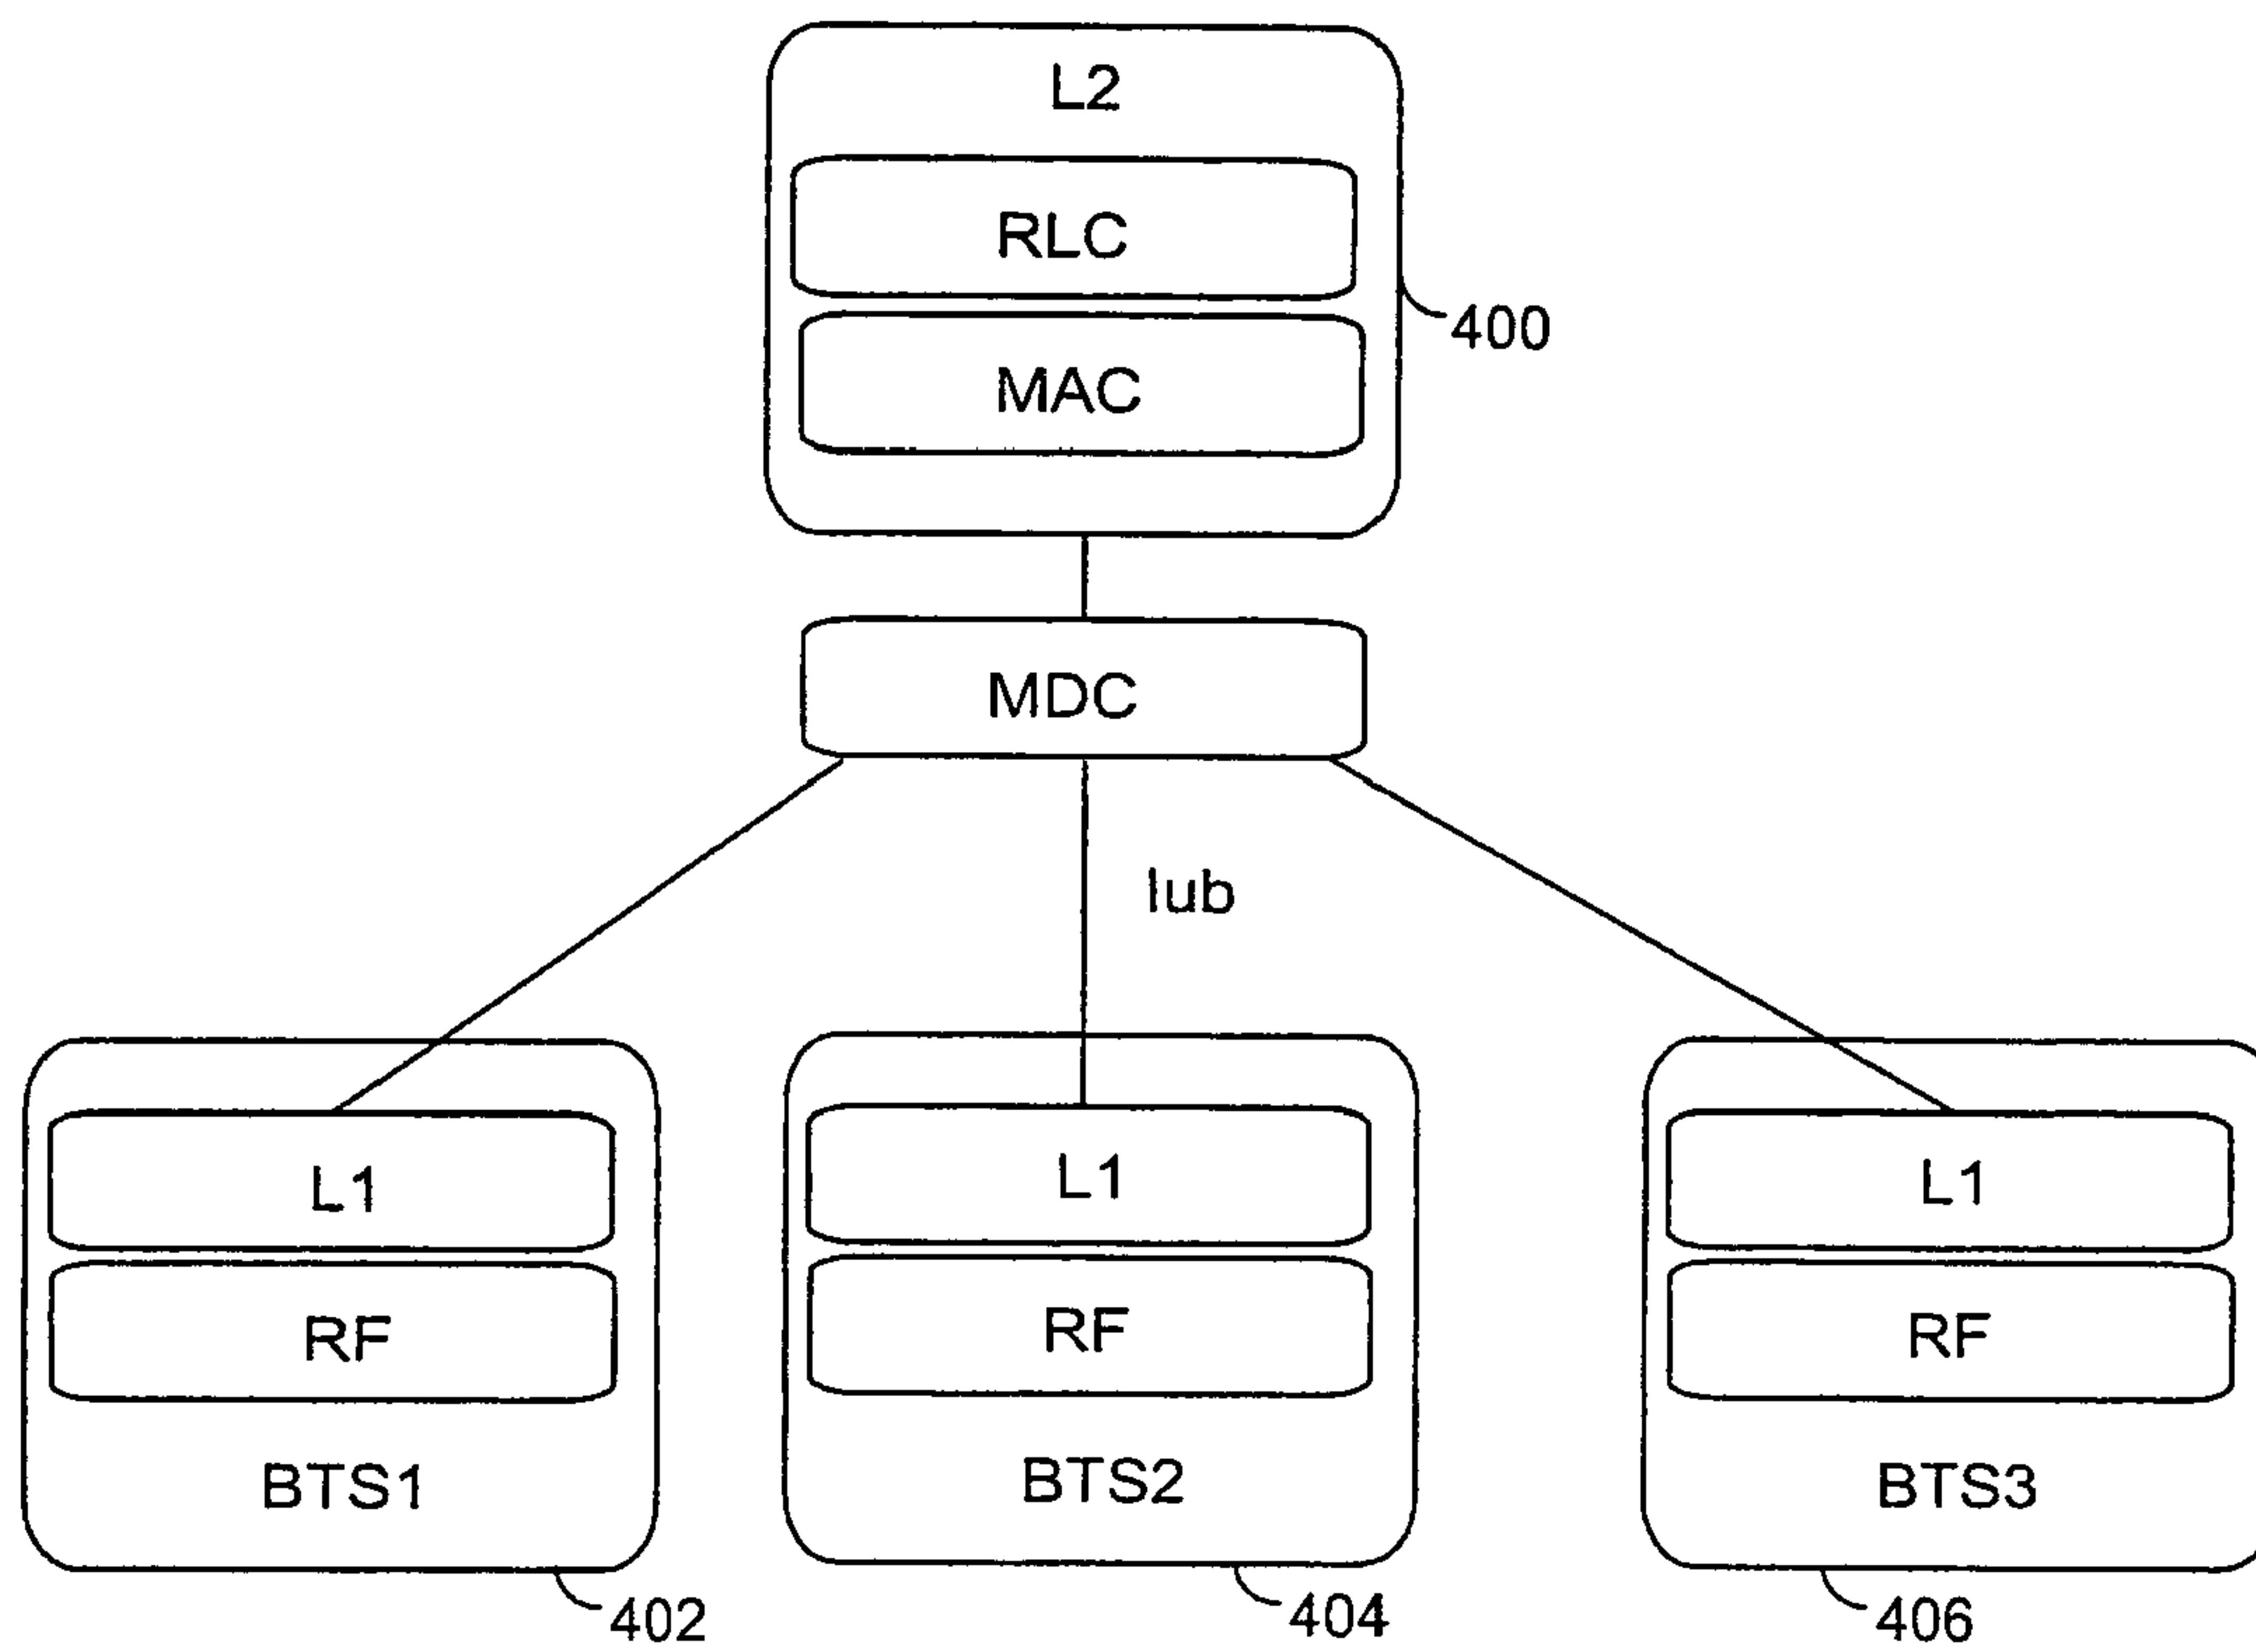 L2
RLC
400
MAC
MDC
Iub
L1
L1
L1
RF
RF
RF
BTS1
BTS2
BTS3
402
404
406